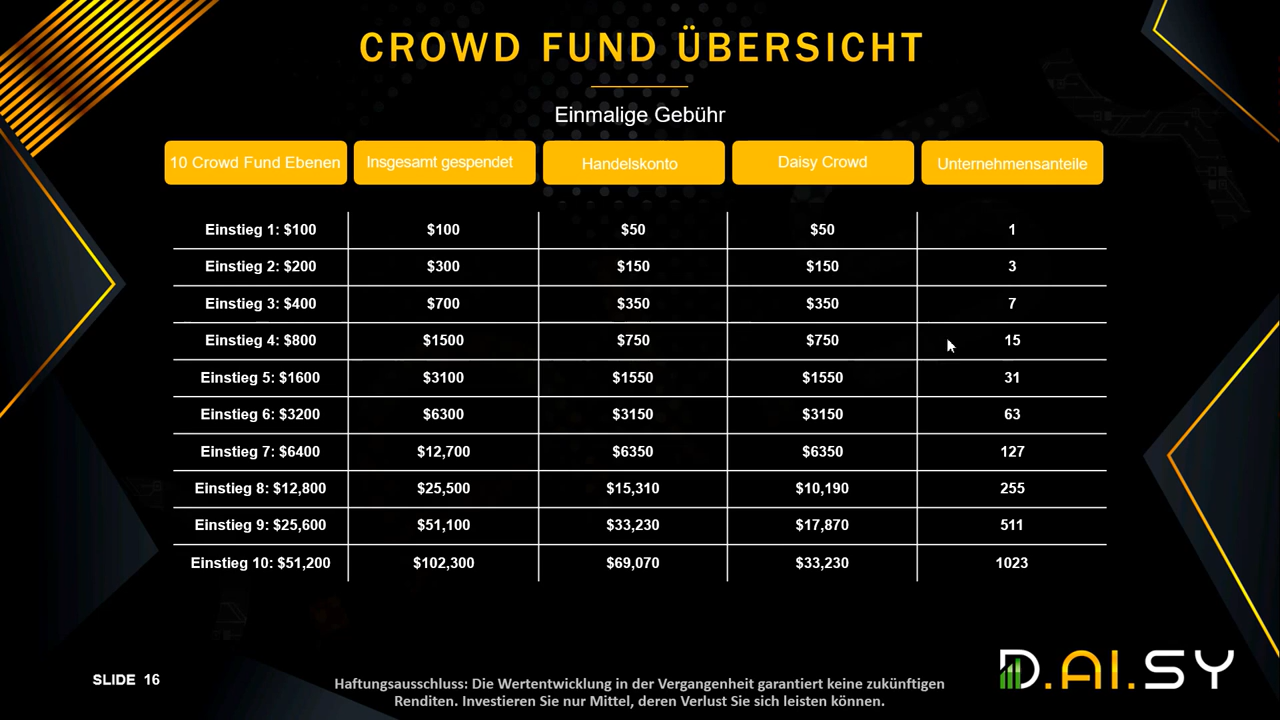 CROWD FUND ÜBERSICHT
Einmalige Gebühr
10 Crowd Fund Ebenen Insgesamt gespendet Handelskonto Daisy Crowd Unternehmensanteile
Einstieg 1: $100 $100 $50 $50 1
Einstieg 2: $200 $300 $150 $150 3
Einstieg 3: $400 $700 $350 $350 7
Einstieg 4: $800 $1500 $750 $750 15
Einstieg 5: $1600 $3100 $1550 $1550 31
Einstieg 6: $3200 $6300 $3150 $3150 63
Einstieg 7: $6400 $12,700 $6350 $6350 127
Einstieg 8: $12,800 $25,500 $15,310 $10,190 255
Einstieg 9: $25,600 $51,100 $33,230 $17,870 511
Einstieg 10: $51,200 $102,300 $69,070 $33,230 1023
SLIDE 16
Haftungsausschluss: Die Wertentwicklung in der Vergangenheit garantiert keine zukünftigen
Renditen. Investieren Sie nur Mittel, deren Verlust Sie sich leisten können.
D.AI.SY